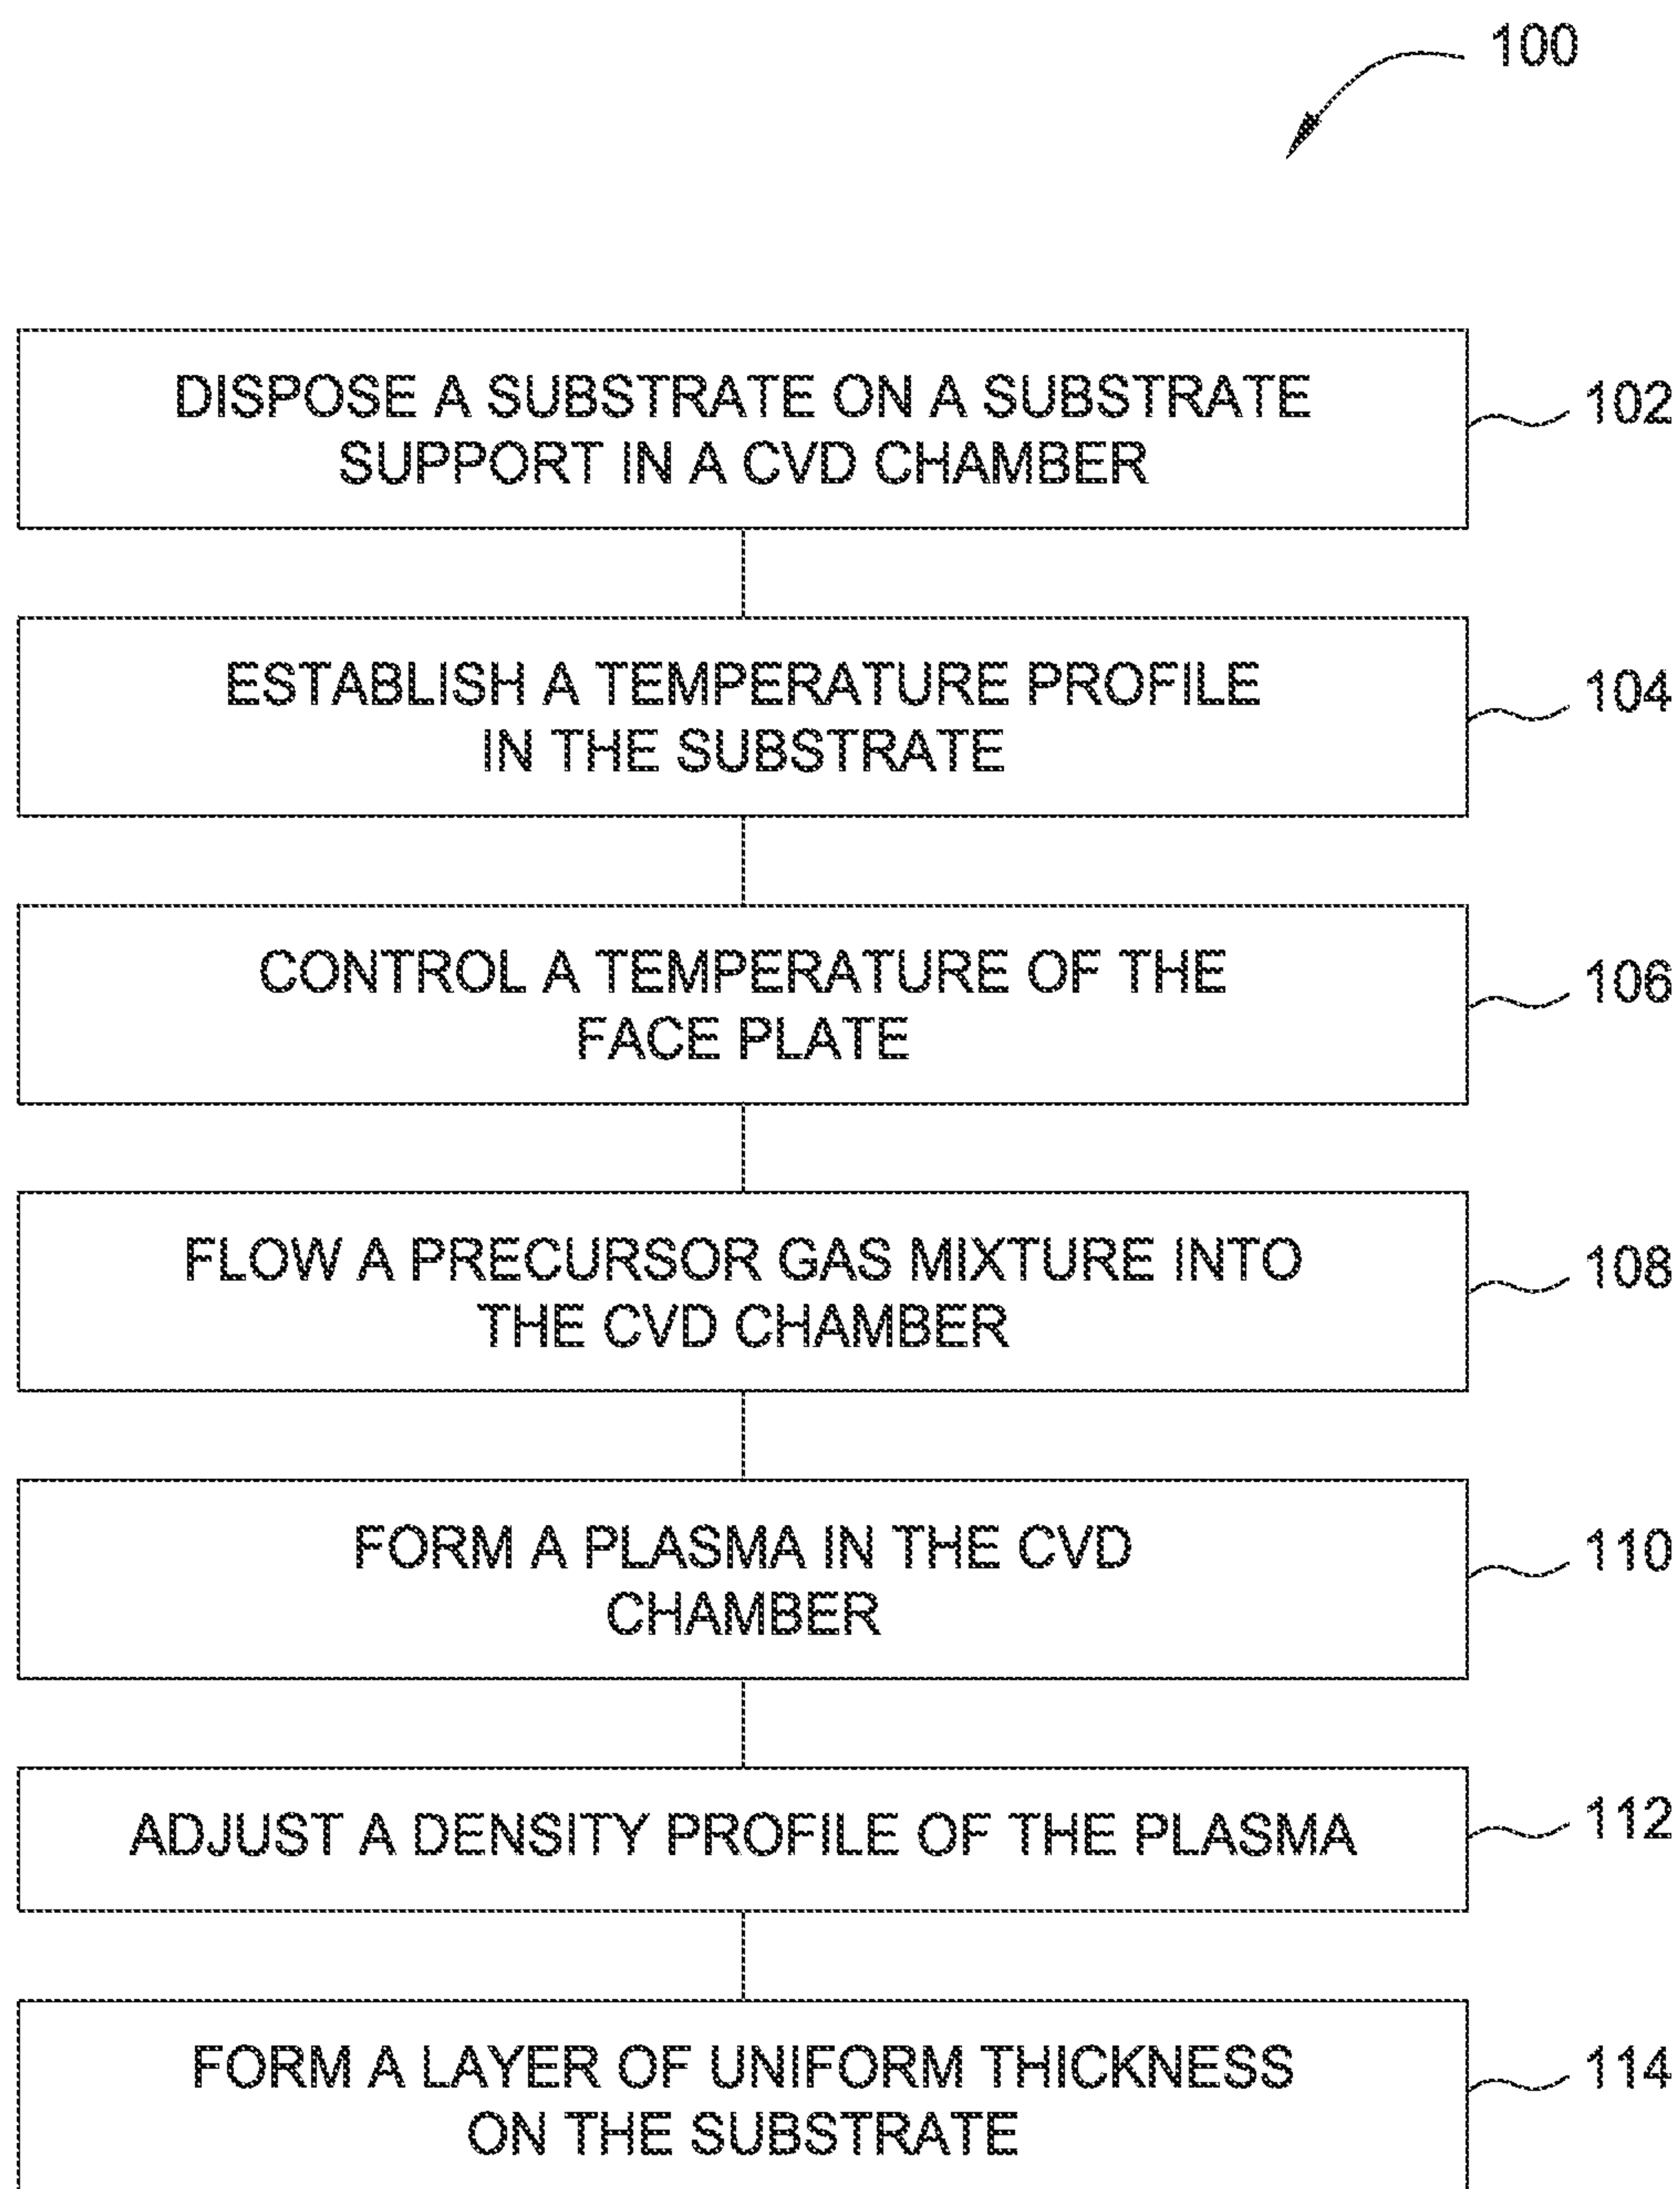 100
DISPOSE A SUBSTRATE ON A SUBSTRATE
SUPPORT IN A CVD CHAMBER
102
ESTABLISH A TEMPERATURE PROFILE
IN THE SUBSTRATE
104
CONTROL A TEMPERATURE OF THE
FACE PLATE
106
FLOW A PRECURSOR GAS MIXTURE INTO
THE CVD CHAMBER
108
FORM A PLASMA IN THE CVD
CHAMBER
110
ADJUST A DENSITY PROFILE OF THE PLASMA
112
FORM A LAYER OF UNIFORM THICKNESS
ON THE SUBSTRATE
114